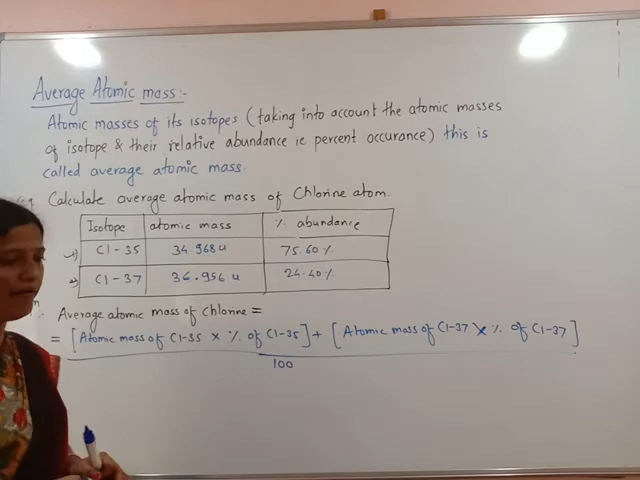 Average Atomic mass:-
Atomic masses of its isotopes (taking into account the atomic masses
of isotope & their relative abundance ie percent occurance) this is
called average atomic mass.
Calculate average atomic mass of Chlorine atom.
Isotope atomic mass % abundance
1) Cl-35 34.968u 75.60%
2) Cl-37 36.956 u 24.40%
∴ Average atomic mass of chlorine =
= [Atomic mass of Cl-35 x % of Cl-35] + [Atomic mass of Cl-37 x % of Cl-37]
100